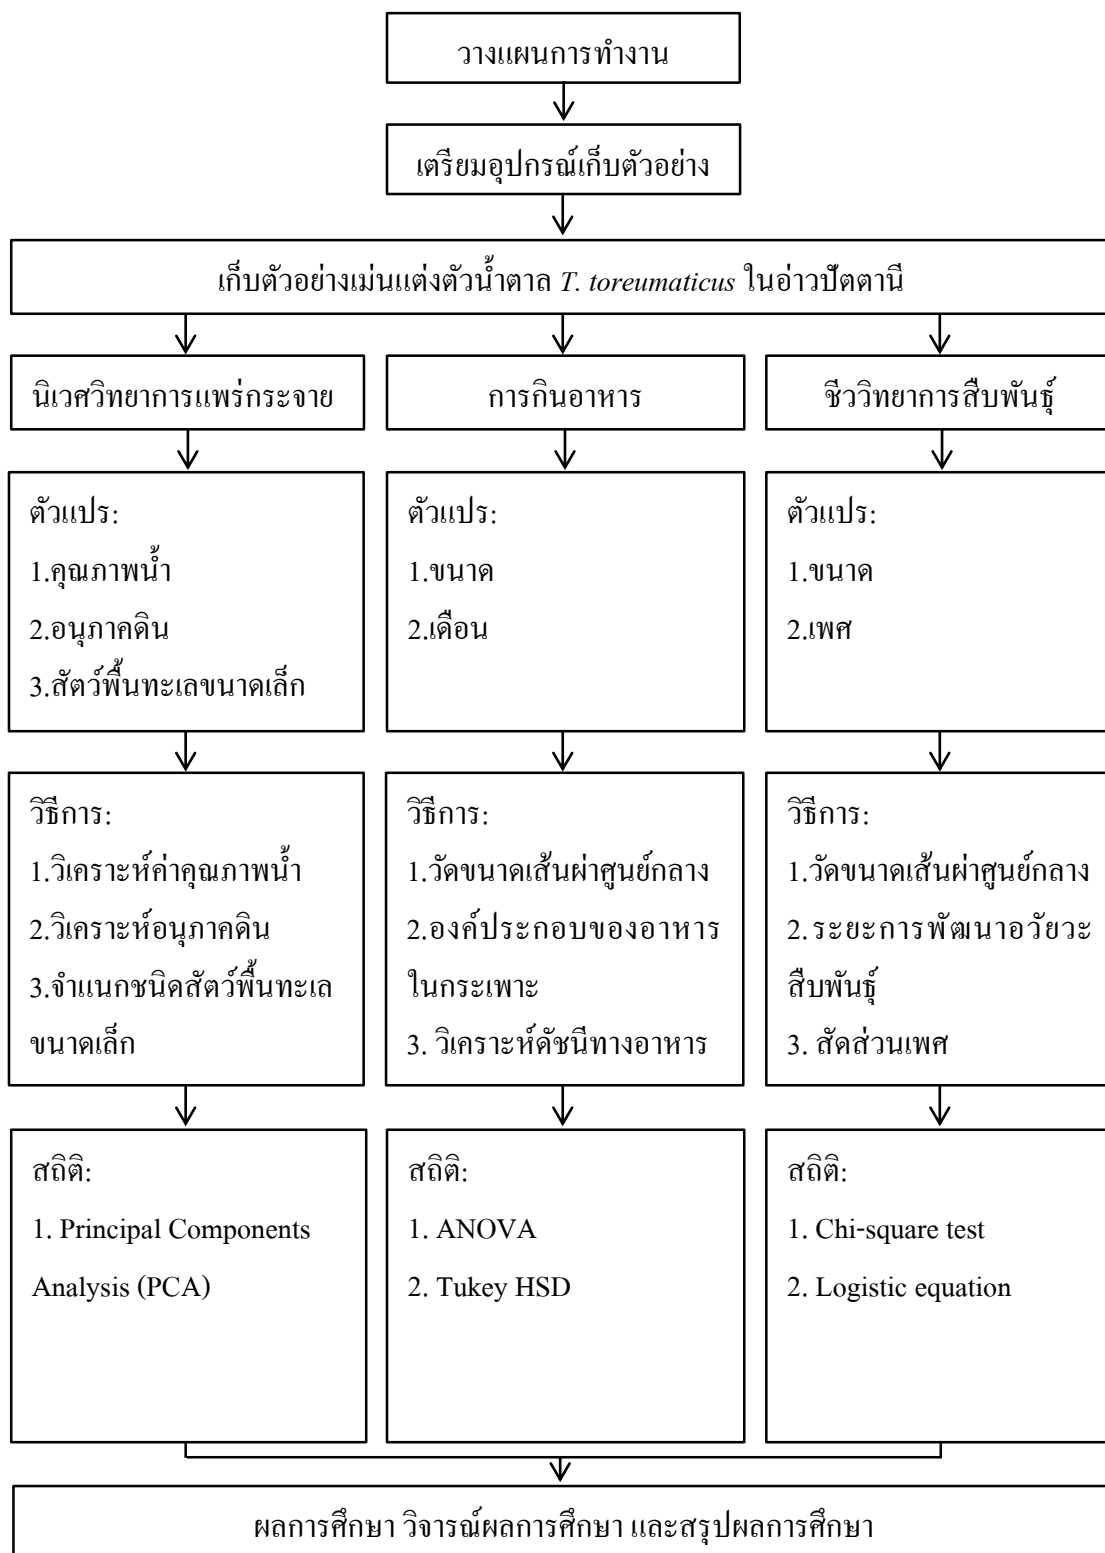 วางแผนการทำงาน
เตรียมอุปกรณ์เก็บตัวอย่าง
เก็บตัวอย่างเม่นแต่งตัวน้ำตาล T. toreumaticus ในอ่าวปัตตานี
นิเวศวิทยาการแพร่กระจาย
การกินอาหาร
ชีววิทยาการสืบพันธุ์
ตัวแปร:
1.คุณภาพน้ำ
2.อนุภาคดิน
3.สัตว์พื้นทะเลขนาดเล็ก
ตัวแปร:
1.ขนาด
2.เดือน
ตัวแปร:
1.ขนาด
2.เพศ
วิธีการ:
1.วิเคราะห์ค่าคุณภาพน้ำ
2.วิเคราะห์อนุภาคดิน
3.จำแนกชนิดสัตว์พื้นทะเล
ขนาดเล็ก
วิธีการ:
1.วัดขนาดเส้นผ่าศูนย์กลาง
2.องค์ประกอบของอาหาร
ในกระเพาะ
3. วิเคราะห์ดัชนีทางอาหาร
วิธีการ:
1.วัดขนาดเส้นผ่าศูนย์กลาง
2.ระยะการพัฒนาอวัยวะ
สืบพันธุ์
3. สัดส่วนเพศ
สถิติ:
1. Principal Components
Analysis (PCA)
สถิติ:
1. ANOVA
2. Tukey HSD
สถิติ:
1. Chi-square test
2. Logistic equation
ผลการศึกษา วิจารณ์ผลการศึกษา และสรุปผลการศึกษา